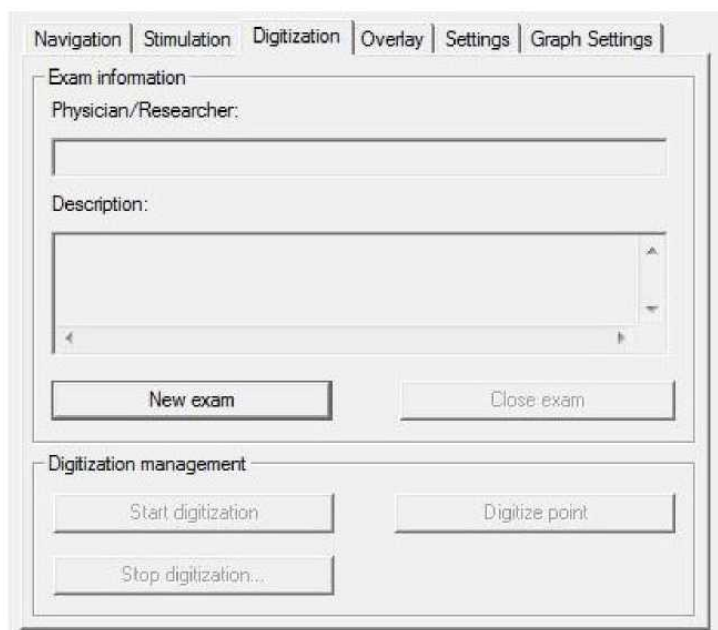 Navigation Stimulation Digitization Overlay Settings Graph Settings
Exam information
Physician/Researcher:
Description:
New exam Close exam
Digitization management
Start digitization Digitize point
Stop digitization...